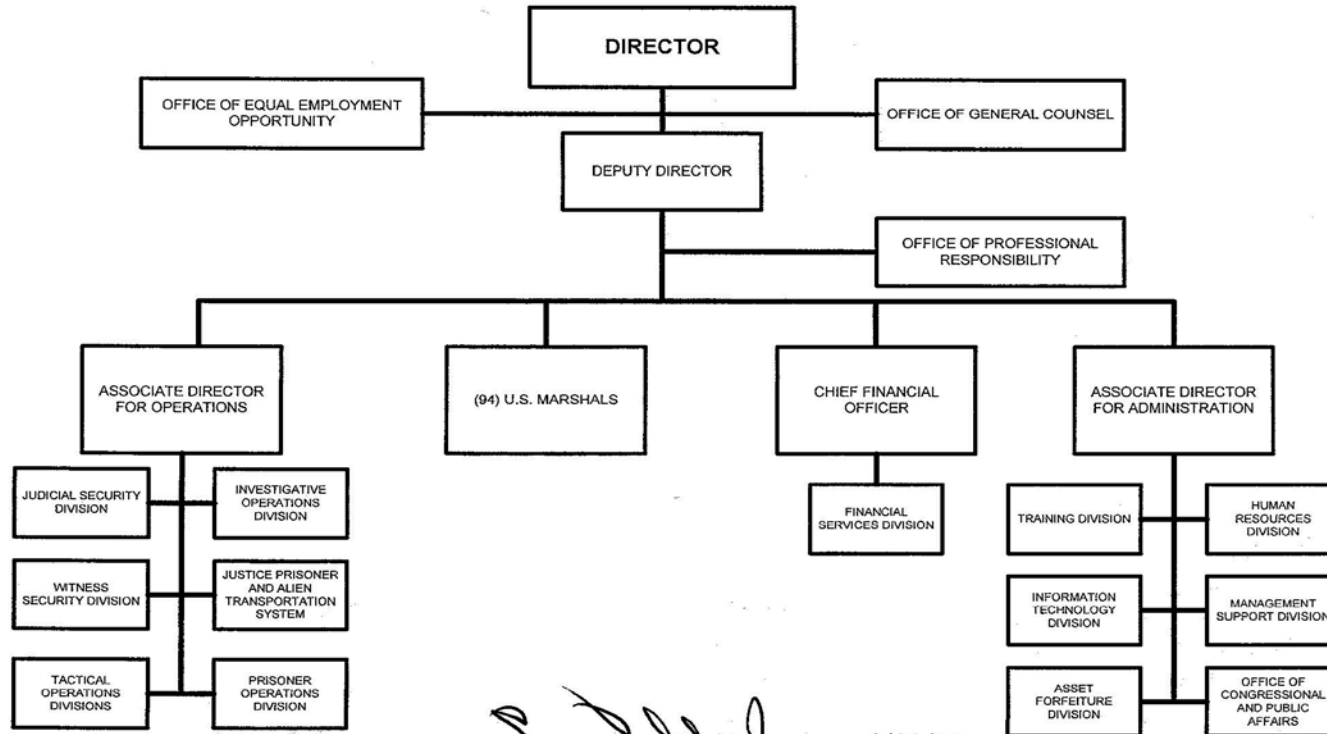 DIRECTOR
OFFICE OF EQUAL EMPLOYMENT
OPPORTUNITY
OFFICE OF GENERAL COUNSEL
DEPUTY DIRECTOR
OFFICE OF PROFESSIONAL
RESPONSIBILITY
ASSOCIATE DIRECTOR
FOR OPERATIONS
(94) U.S. MARSHALS
CHIEF FINANCIAL
OFFICER
ASSOCIATE DIRECTOR
FOR ADMINISTRATION
JUDICIAL SECURITY
DIVISION
INVESTIGATIVE
OPERATIONS
DIVISION
WITNESS
SECURITY DIVISION
JUSTICE PRISONER
AND ALIEN
TRANSPORTATION
SYSTEM
TACTICAL
OPERATIONS
DIVISIONS
PRISONER
OPERATIONS
DIVISION
FINANCIAL
SERVICES DIVISION
TRAINING DIVISION
HUMAN
RESOURCES
DIVISION
INFORMATION
TECHNOLOGY
DIVISION
MANAGEMENT
SUPPORT DIVISION
ASSET
FORFEITURE
DIVISION
OFFICE OF
CONGRESSIONAL
AND PUBLIC
AFFAIRS